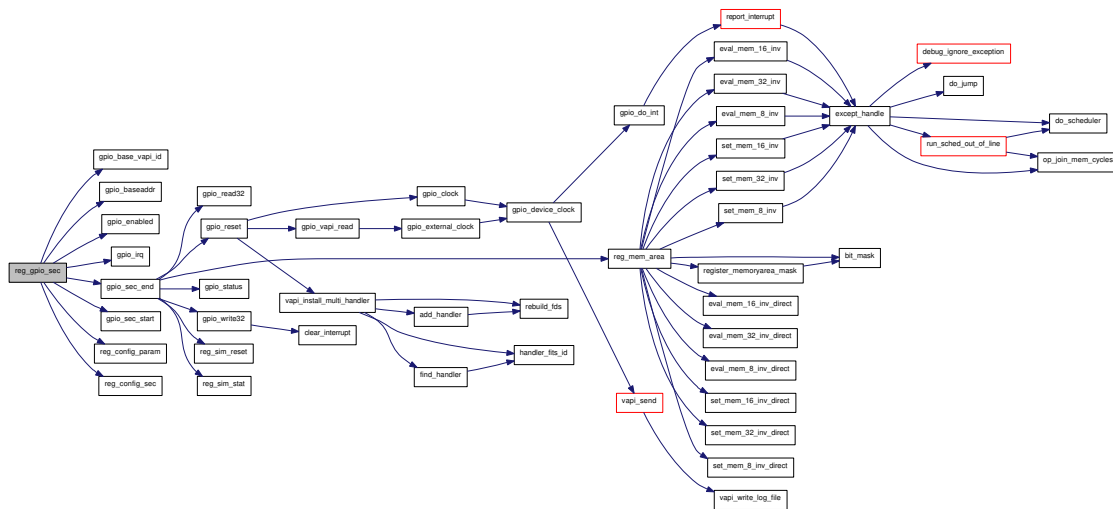 reg_gpio_sec
gpio_base_vapi_id
gpio_baseaddr
gpio_enabled
gpio_irq
gpio_sec_end
gpio_sec_start
reg_config_param
reg_config_sec
gpio_read32
gpio_reset
gpio_status
gpio_write32
reg_sim_reset
reg_sim_stat
gpio_vapi_read
vapi_install_multi_handler
clear_interrupt
gpio_clock
gpio_external_clock
add_handler
find_handler
gpio_device_clock
rebuild_fds
handler_fits_id
gpio_do_int
reg_mem_area
vapi_send
report_interrupt
eval_mem_16_inv
eval_mem_32_inv
eval_mem_8_inv
set_mem_16_inv
set_mem_32_inv
set_mem_8_inv
register_memoryarea_mask
eval_mem_16_inv_direct
eval_mem_32_inv_direct
eval_mem_8_inv_direct
set_mem_16_inv_direct
set_mem_32_inv_direct
set_mem_8_inv_direct
vapi_write_log_file
except_handle
bit_mask
debug_ignore_exception
do_jump
run_sched_out_of_line
do_scheduler
op_join_mem_cycles